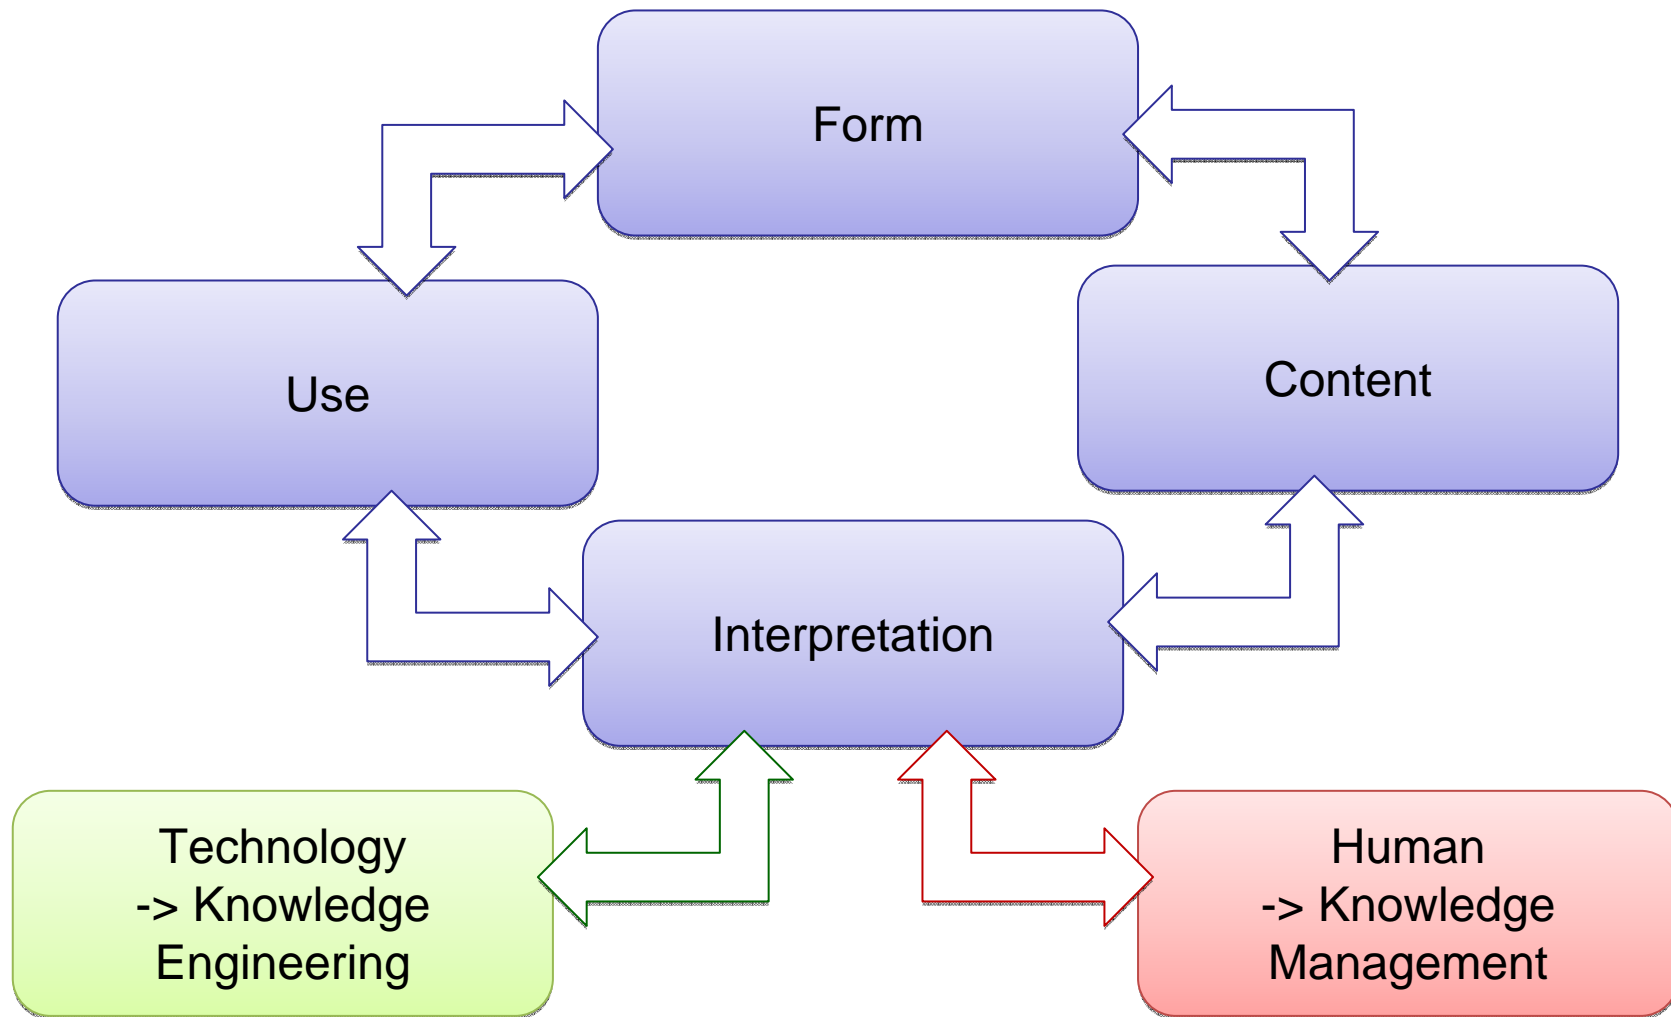 Form
Use
Content
Interpretation
Technology
-> Knowledge
Engineering
Human
-> Knowledge
Management